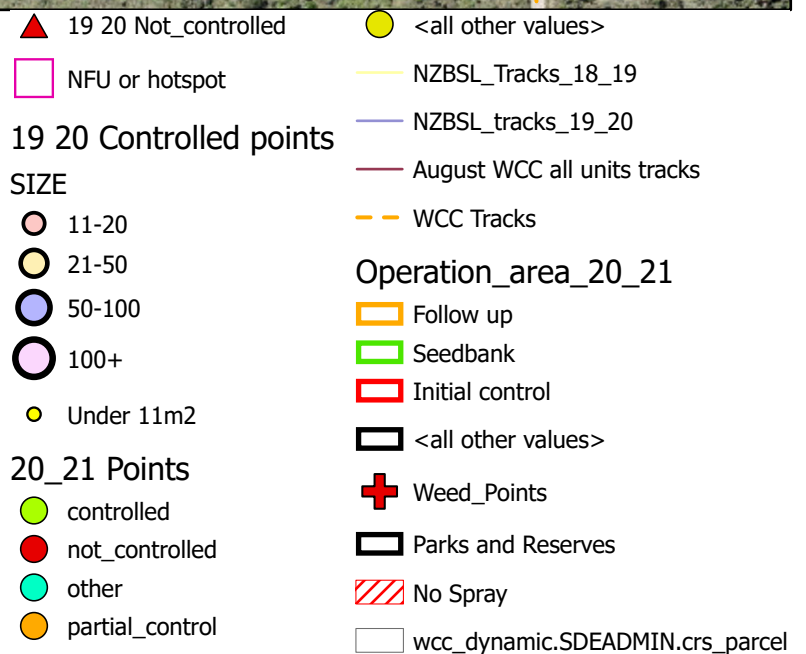 19 20 Not_controlled
NFU or hotspot
19 20 Controlled points
SIZE
11-20
21-50
50-100
100+
Under 11m2
20_21 Points
controlled
not_controlled
other
partial_control
<all other values>
NZBSL_Tracks_18_19
NZBSL_tracks_19_20
August WCC all units tracks
WCC Tracks
Operation_area_20_21
Follow up
Seedbank
Initial control
<all other values>
Weed_Points
Parks and Reserves
No Spray
wcc_dynamic.SDEADMIN.crs_parcel